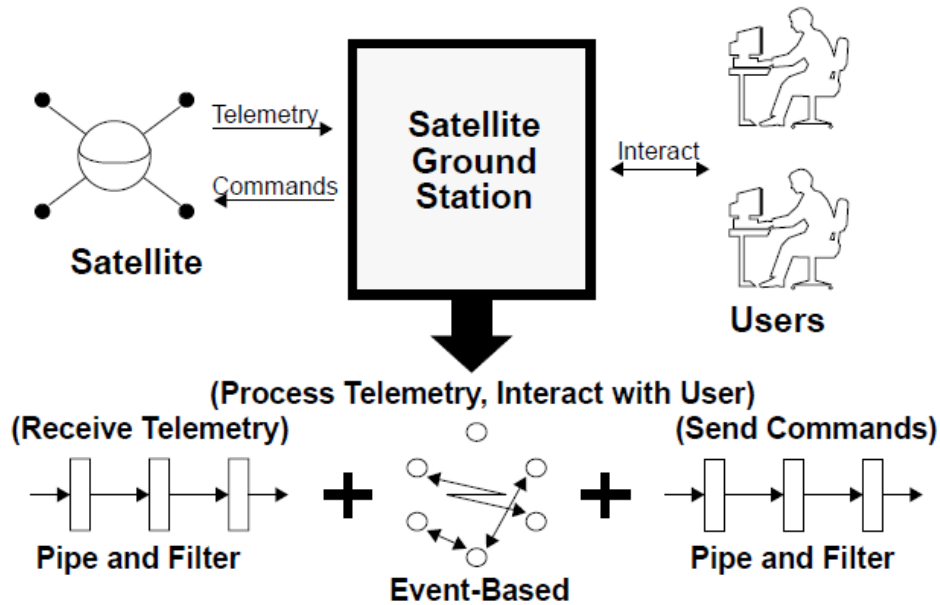 Telemetry
Commands
Satellite
Satellite
Ground
Station
Interact
Users
(Process Telemetry, Interact with User)
(Receive Telemetry)
(Send Commands)
Pipe and Filter
Event-Based
Pipe and Filter